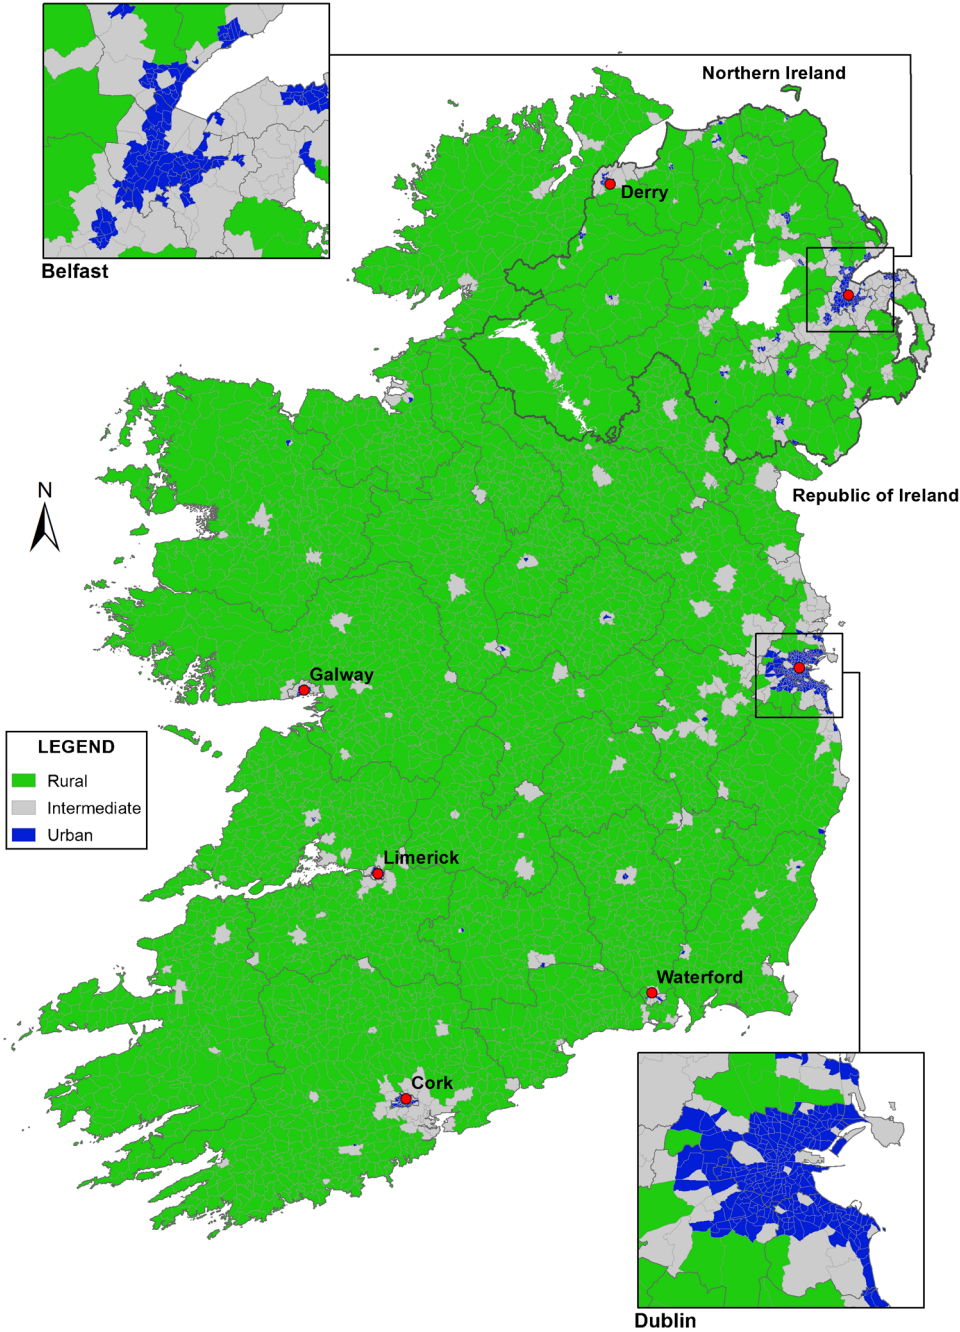 Northern Ireland
Derry
Belfast
N
Republic of Ireland
Galway
LEGEND
Rural
Intermediate
Urban
Limerick
Waterford
Cork
Dublin